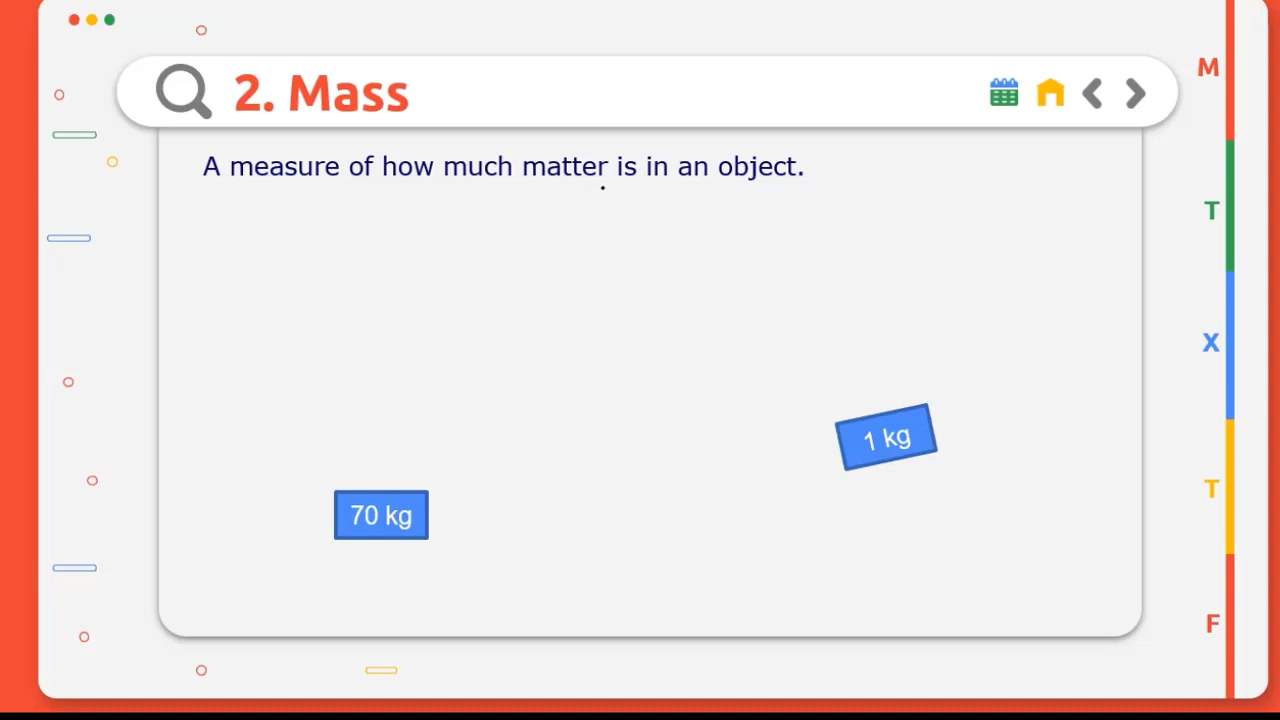 2. Mass
A measure of how much matter is in an object.
1 kg
70 kg
M
T
X
T
F